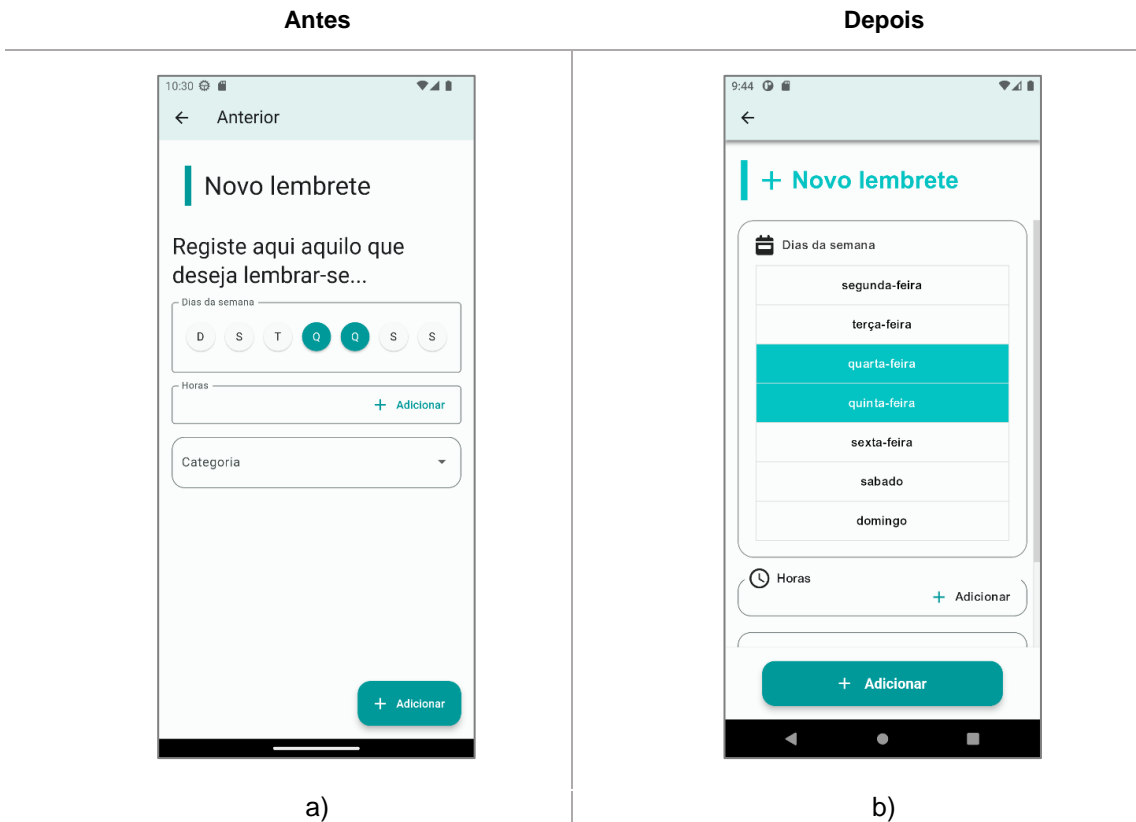 Antes
Depois
10:30
Anterior
Novo lembrete
Registe aqui aquilo que
deseja lembrar-se...
Dias da semana
D S T Q Q S S
Horas
+ Adicionar
Categoria
+ Adicionar
a)
9:44
+ Novo lembrete
Dias da semana
segunda-feira
terça-feira
quarta-feira
quinta-feira
sexta-feira
sabado
domingo
Horas
+ Adicionar
+ Adicionar
b)